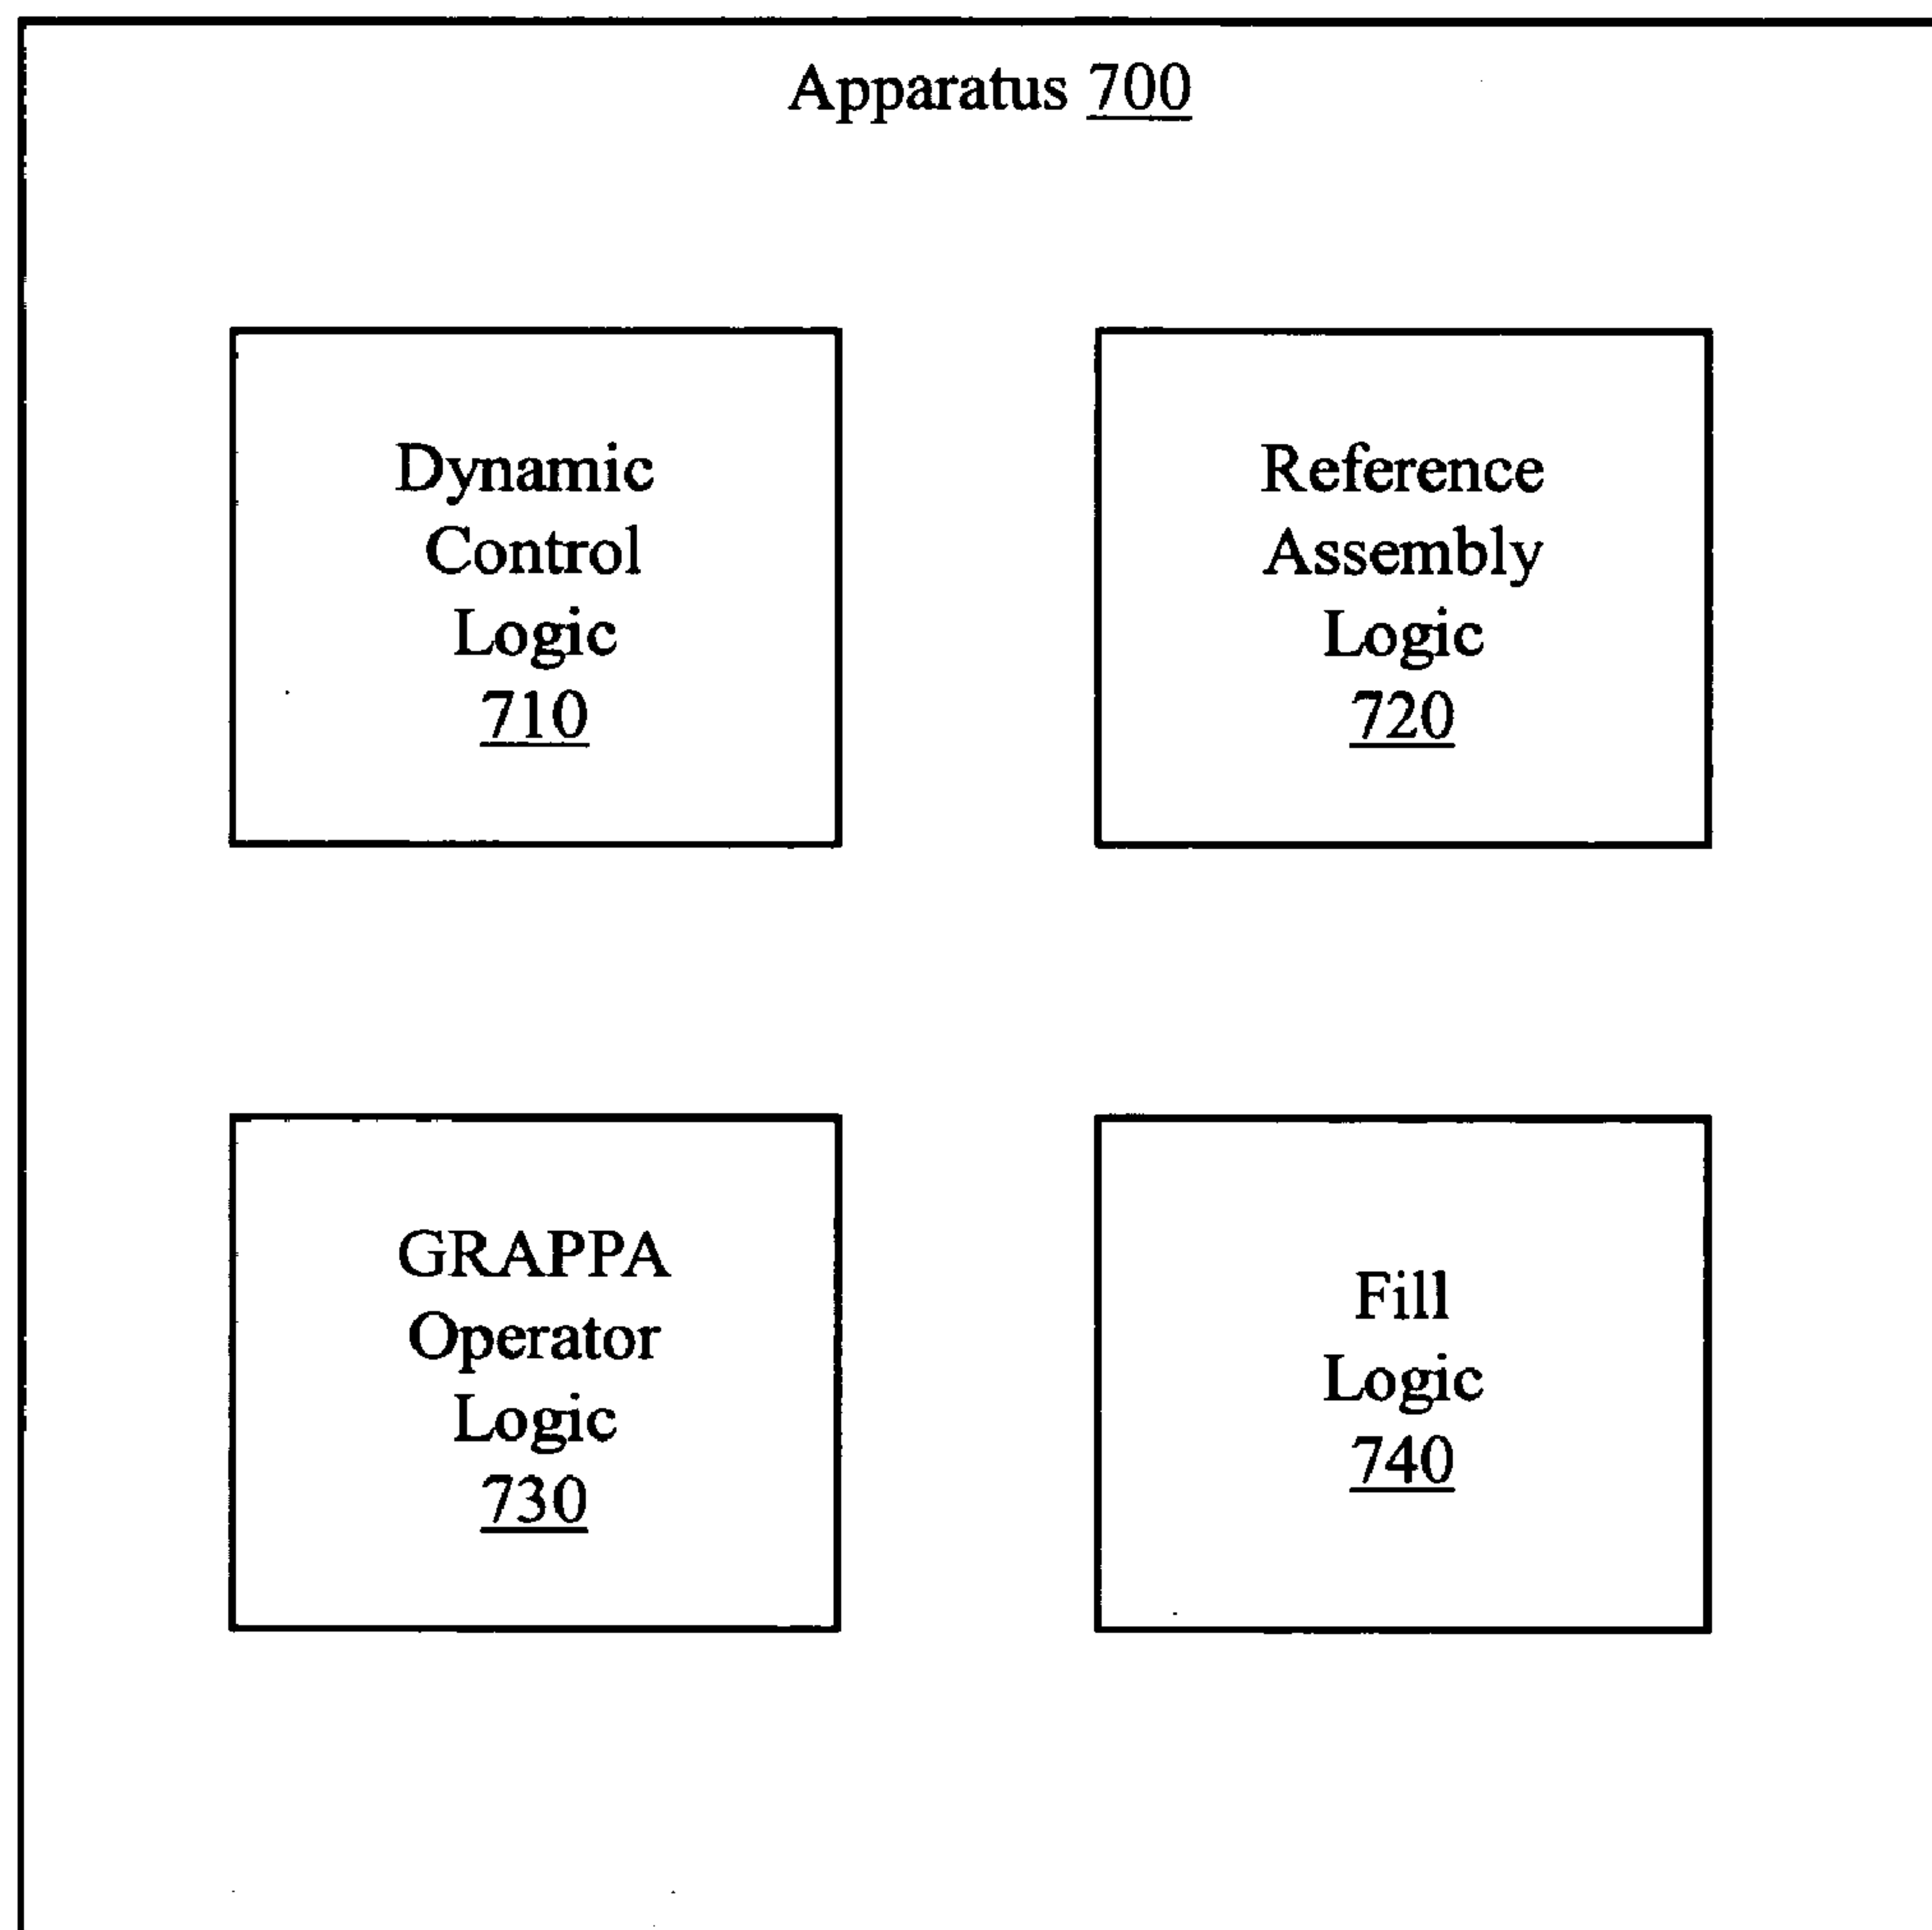 Apparatus 700
Dynamic
Control
Logic
710
Reference
Assembly
Logic
720
GRAPPA
Operator
Logic
730
Fill
Logic
740